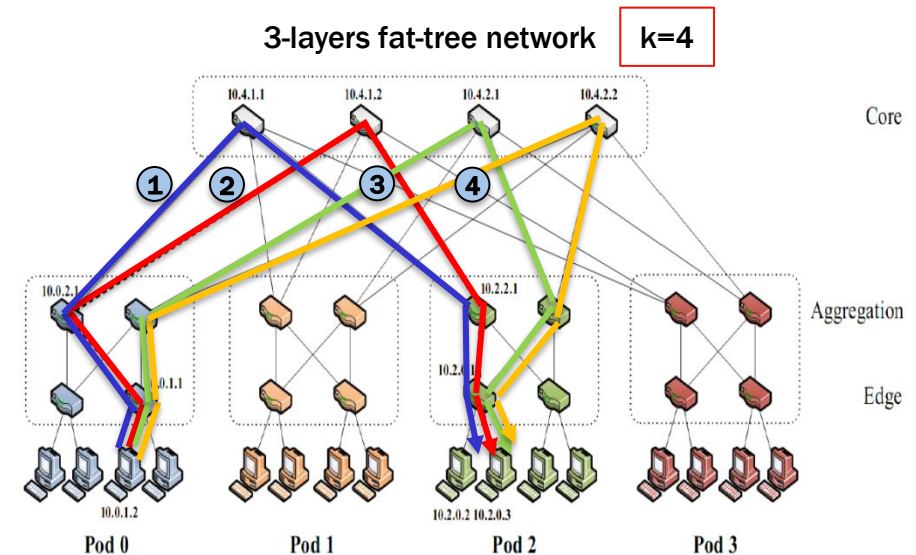 3-layers fat-tree network k=4
10.4.1.1 10.4.1.2 10.4.2.1 10.4.2.2
Core
1 2 3 4
10.0.2.1 10.2.2.1
Aggregation
.0.1.1 10.2.0.1
Edge
10.0.1.2 10.2.0.2 10.2.0.3
Pod 0 Pod 1 Pod 2 Pod 3